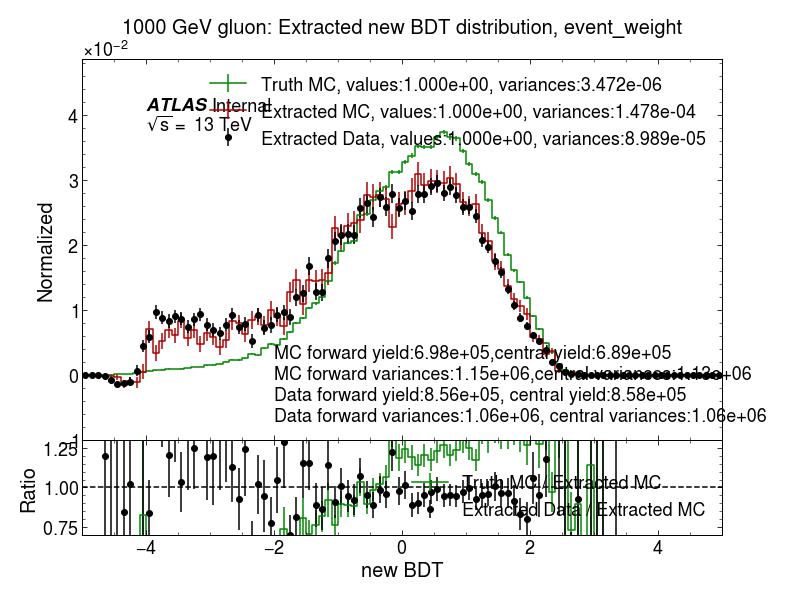 1000 GeV gluon: Extracted new BDT distribution, event_weight
×10⁻²
Truth MC, values:1.000e+00, variances:3.472e-06
ATLAS Internal
Extracted MC, values:1.000e+00, variances:1.478e-04
√s = 13 TeV
Extracted Data, values:1.000e+00, variances:8.989e-05
4
3
2
1
0
Normalized
MC forward yield:6.98e+05,central yield:6.89e+05
MC forward variances:1.15e+06,central variances:1.13e+06
Data forward yield:8.56e+05, central yield:8.58e+05
Data forward variances:1.06e+06, central variances:1.06e+06
1.25
1.00
0.75
Ratio
Truth MC / Extracted MC
Extracted Data / Extracted MC
−4 −2 0 2 4
new BDT